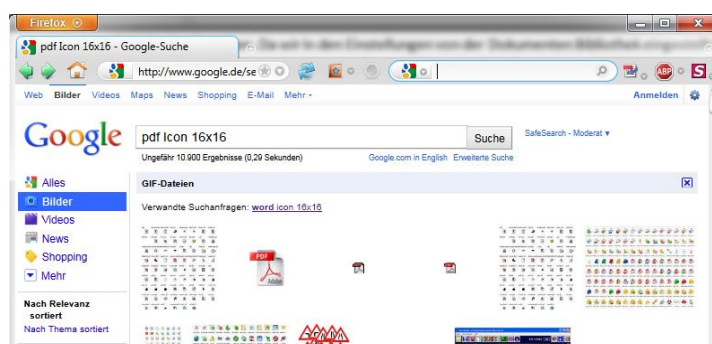 Firefox
pdf Icon 16x16 - Google-Suche
http://www.google.de/se
ABP
S
Web Bilder Videos Maps News Shopping E-Mail Mehr
Anmelden
Google
pdf Icon 16x16
Suche
SafeSearch - Moderat
Ungefähr 10.900 Ergebnisse (0,29 Sekunden)
Google.com in English Erweiterte Suche
Alles
Bilder
Videos
News
Shopping
Mehr
Nach Relevanz
sortiert
Nach Thema sortiert
GIF-Dateien
Verwandte Suchanfragen: word icon 16x16
PDF
Adobe